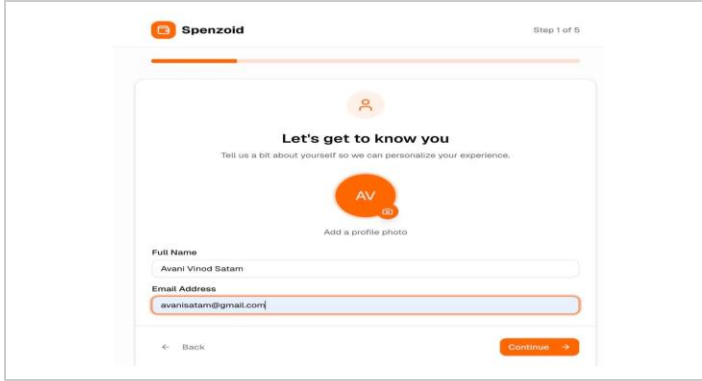 Spenzoid
Step 1 of 5
Let's get to know you
Tell us a bit about yourself so we can personalize your experience.
AV
Add a profile photo
Full Name
Avani Vinod Satam
Email Address
avanisatam@gmail.com
← Back
Continue →